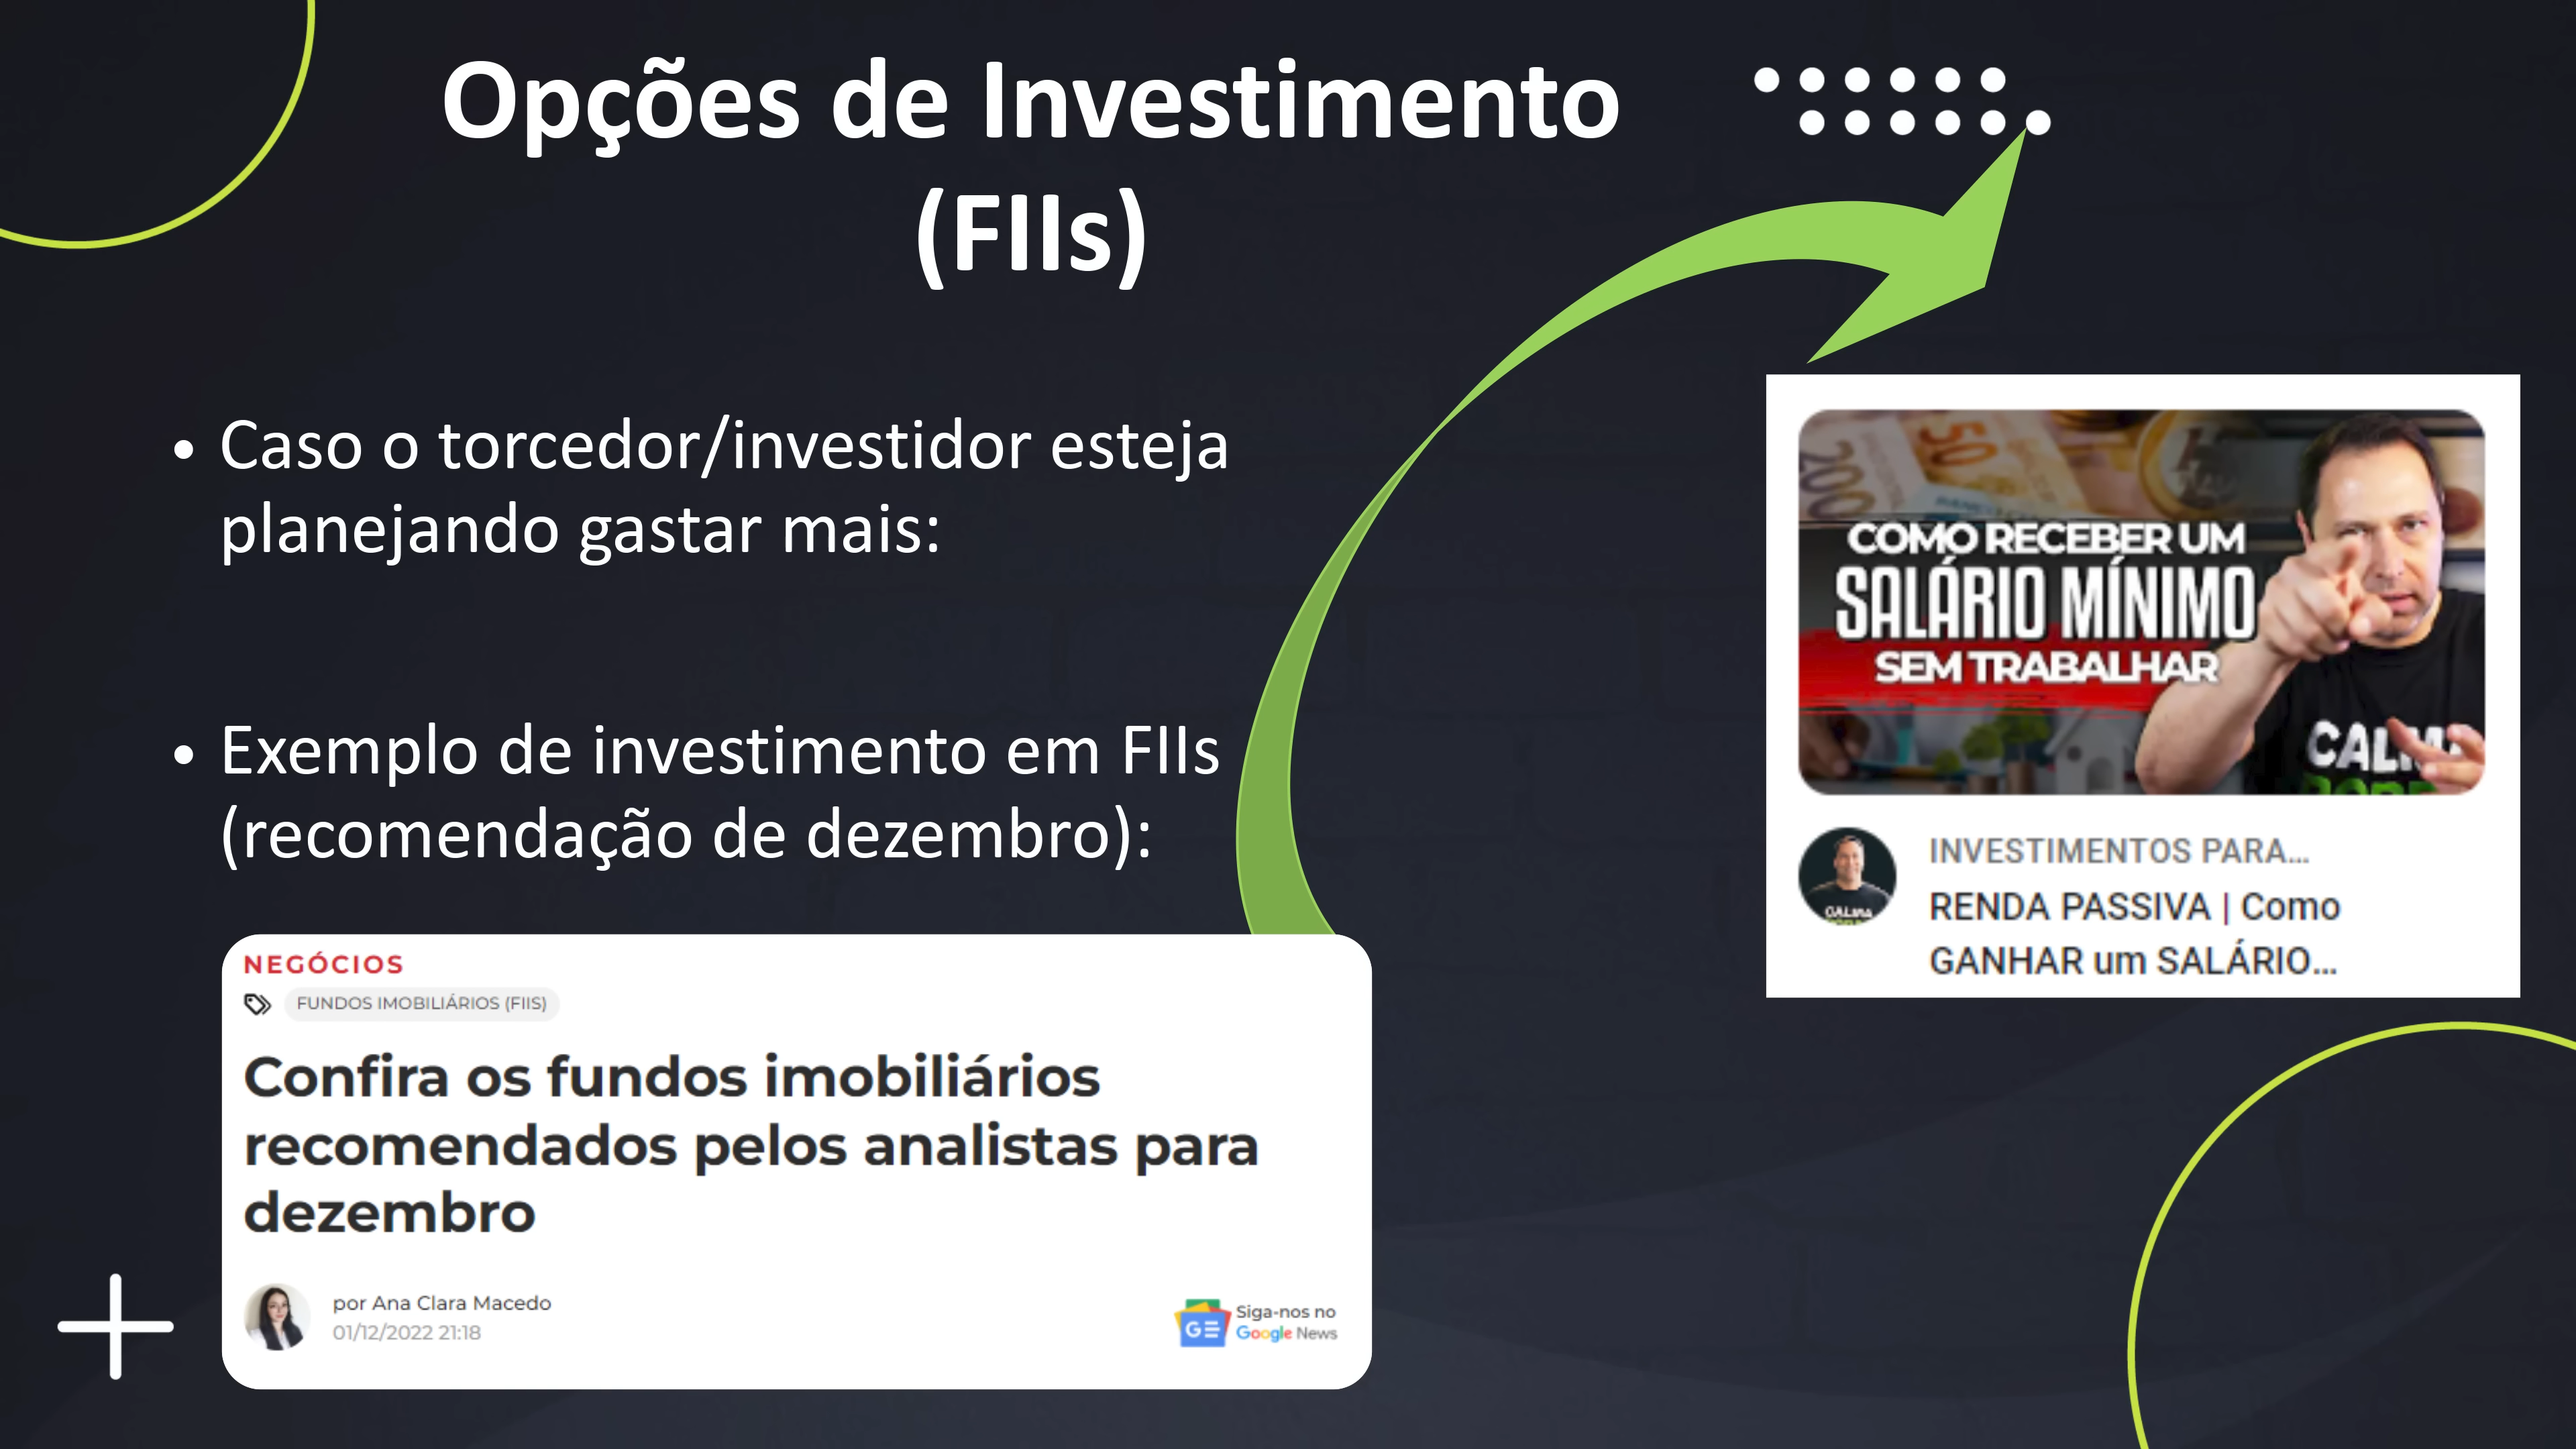 Opções de Investimento
(FIIs)
• Caso o torcedor/investidor esteja
planejando gastar mais:
• Exemplo de investimento em FIIs
(recomendação de dezembro):
NEGÓCIOS
FUNDOS IMOBILIÁRIOS (FIIS)
Confira os fundos imobiliários
recomendados pelos analistas para
dezembro
por Ana Clara Macedo
01/12/2022 21:18
Siga-nos no
Google News
200
50
COMO RECEBER UM
SALÁRIO MÍNIMO
SEM TRABALHAR
CALMA
INVESTIMENTOS PARA...
RENDA PASSIVA | Como
GANHAR um SALÁRIO...